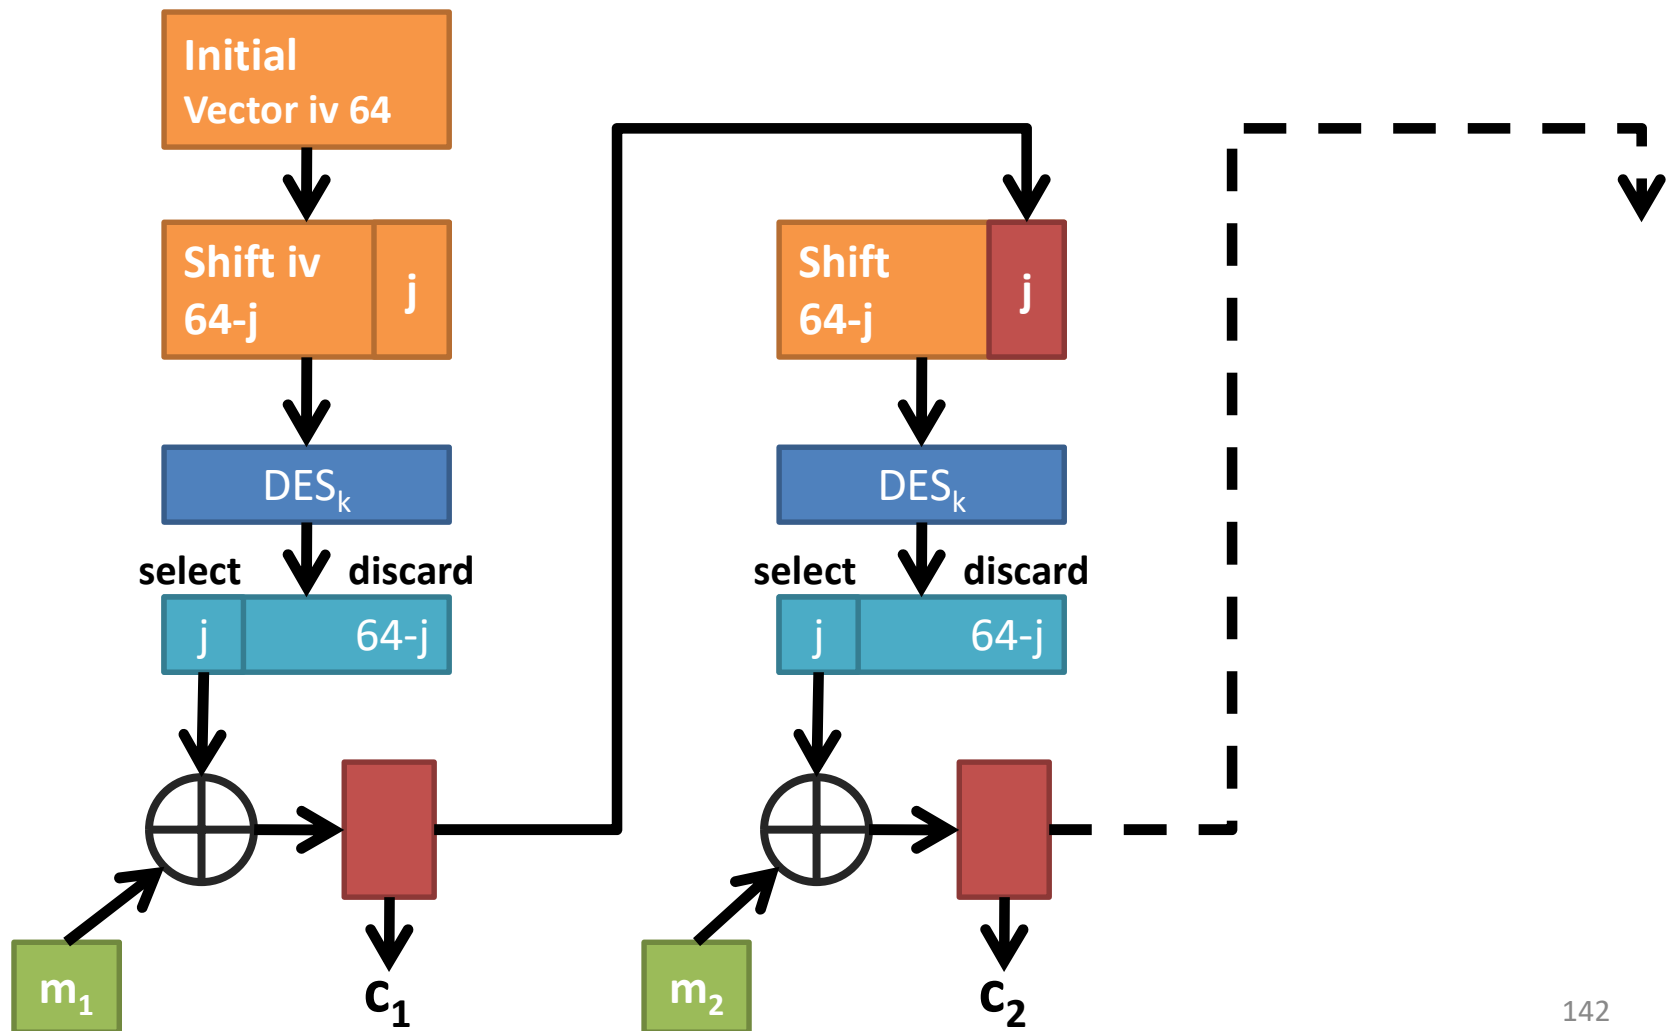 Initial
Vector iv 64
Shift iv
64-j
j
Shift
64-j
j
DESk
DESk
select
discard
select
discard
j
64-j
j
64-j
m1
c1
m2
c2
142